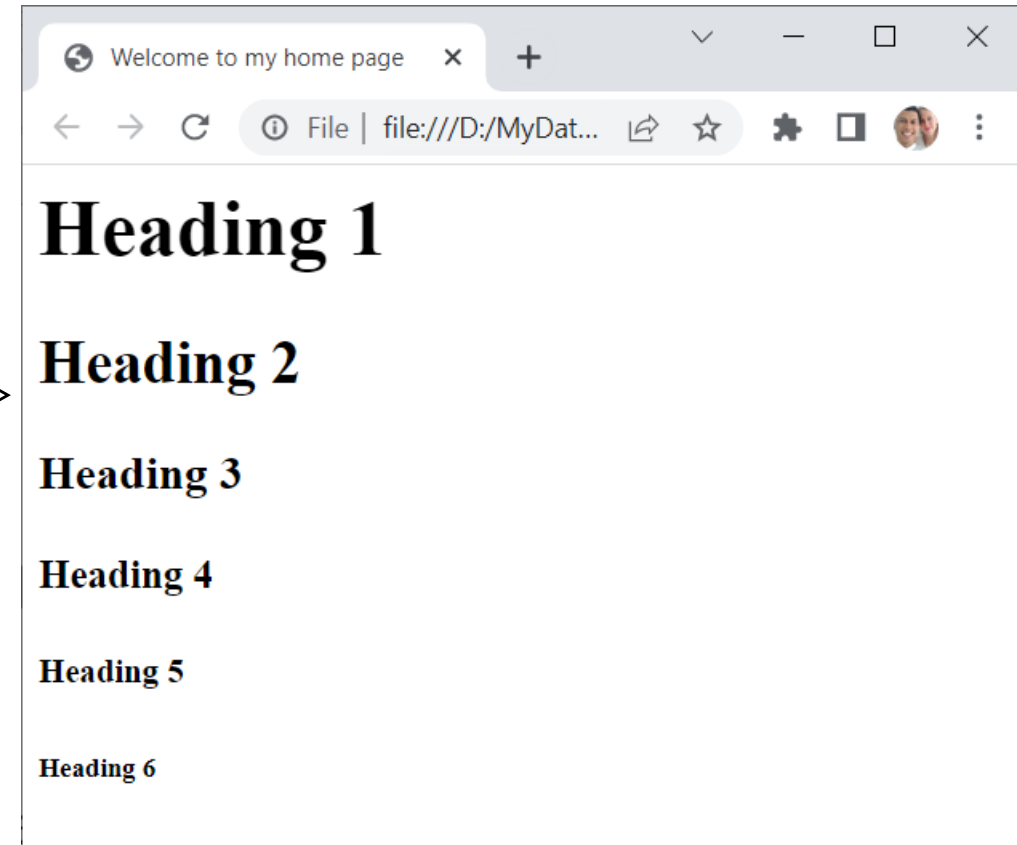 Welcome to my home page
File | file:///D:/MyDat...
Heading 1
Heading 2
Heading 3
Heading 4
Heading 5
Heading 6